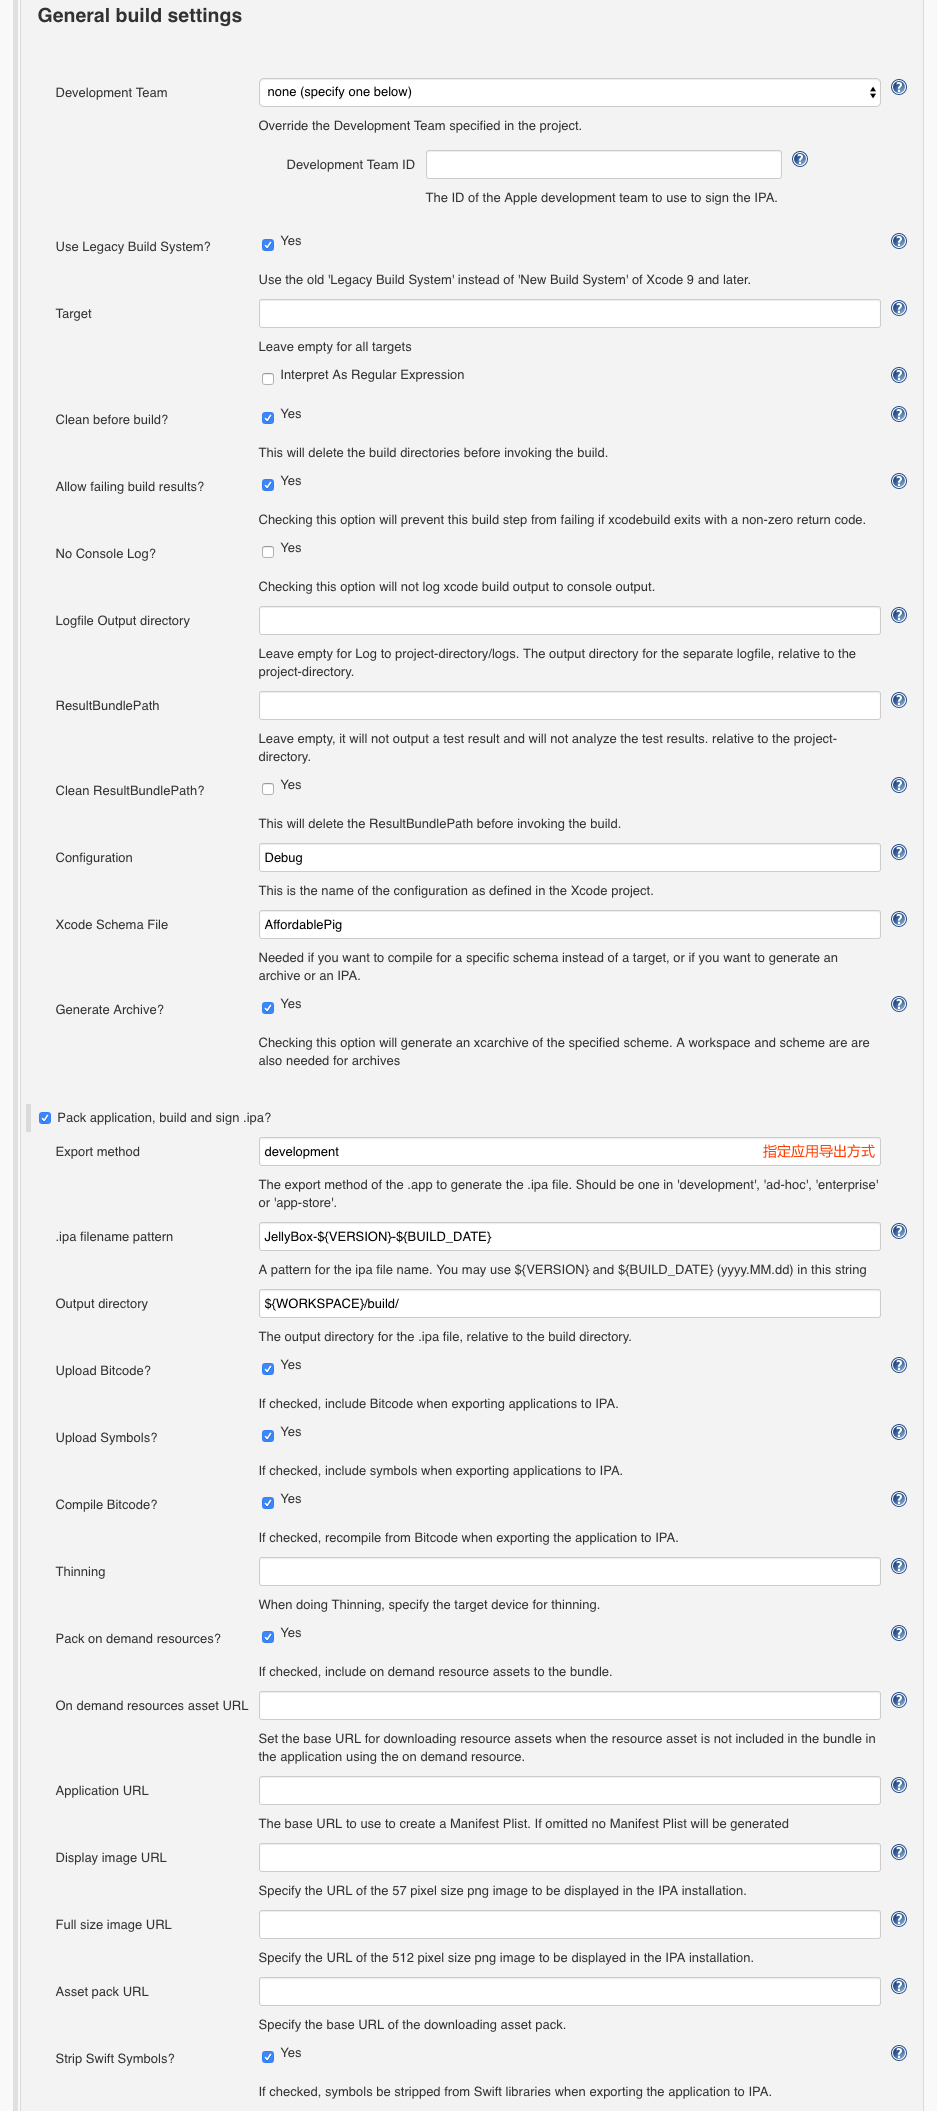 General build settings
Development Team
none (specify one below)
Override the Development Team specified in the project.
Development Team ID
The ID of the Apple development team to use to sign the IPA.
Use Legacy Build System?
Yes
Use the old 'Legacy Build System' instead of 'New Build System' of Xcode 9 and later.
Target
Leave empty for all targets
Interpret As Regular Expression
Clean before build?
Yes
This will delete the build directories before invoking the build.
Allow failing build results?
Yes
Checking this option will prevent this build step from failing if xcodebuild exits with a non-zero return code.
No Console Log?
Yes
Checking this option will not log xcode build output to console output.
Logfile Output directory
Leave empty for Log to project-directory/logs. The output directory for the separate logfile, relative to the
project-directory.
ResultBundlePath
Leave empty, it will not output a test result and will not analyze the test results. relative to the project-
directory.
Clean ResultBundlePath?
Yes
This will delete the ResultBundlePath before invoking the build.
Configuration
Debug
This is the name of the configuration as defined in the Xcode project.
Xcode Schema File
AffordablePig
Needed if you want to compile for a specific schema instead of a target, or if you want to generate an
archive or an IPA.
Generate Archive?
Yes
Checking this option will generate an xcarchive of the specified scheme. A workspace and scheme are are
also needed for archives
Pack application, build and sign .ipa?
Export method
development
指定应用导出方式
The export method of the .app to generate the .ipa file. Should be one in 'development', 'ad-hoc', 'enterprise'
or 'app-store'.
.ipa filename pattern
JellyBox-${VERSION}-${BUILD_DATE}
A pattern for the ipa file name. You may use ${VERSION} and ${BUILD_DATE} (yyyy.MM.dd) in this string
Output directory
${WORKSPACE}/build/
The output directory for the .ipa file, relative to the build directory.
Upload Bitcode?
Yes
If checked, include Bitcode when exporting applications to IPA.
Upload Symbols?
Yes
If checked, include symbols when exporting applications to IPA.
Compile Bitcode?
Yes
If checked, recompile from Bitcode when exporting the application to IPA.
Thinning
When doing Thinning, specify the target device for thinning.
Pack on demand resources?
Yes
If checked, include on demand resource assets to the bundle.
On demand resources asset URL
Set the base URL for downloading resource assets when the resource asset is not included in the bundle in
the application using the on demand resource.
Application URL
The base URL to use to create a Manifest Plist. If omitted no Manifest Plist will be generated
Display image URL
Specify the URL of the 57 pixel size png image to be displayed in the IPA installation.
Full size image URL
Specify the URL of the 512 pixel size png image to be displayed in the IPA installation.
Asset pack URL
Specify the base URL of the downloading asset pack.
Strip Swift Symbols?
Yes
If checked, symbols be stripped from Swift libraries when exporting the application to IPA.